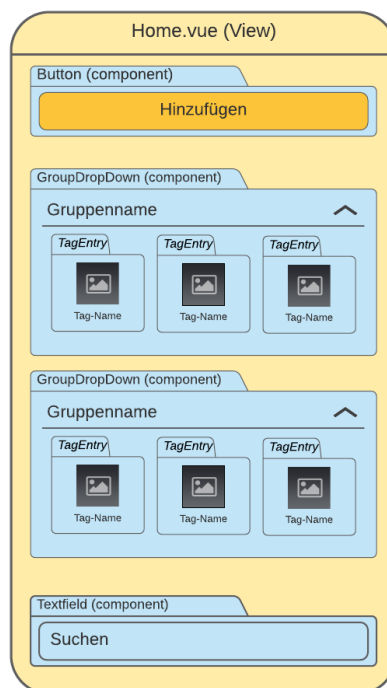 Home.vue (View)
Button (component)
Hinzufügen
GroupDropDown (component)
Gruppenname
TagEntry TagEntry TagEntry
Tag-Name Tag-Name Tag-Name
GroupDropDown (component)
Gruppenname
TagEntry TagEntry TagEntry
Tag-Name Tag-Name Tag-Name
Textfield (component)
Suchen